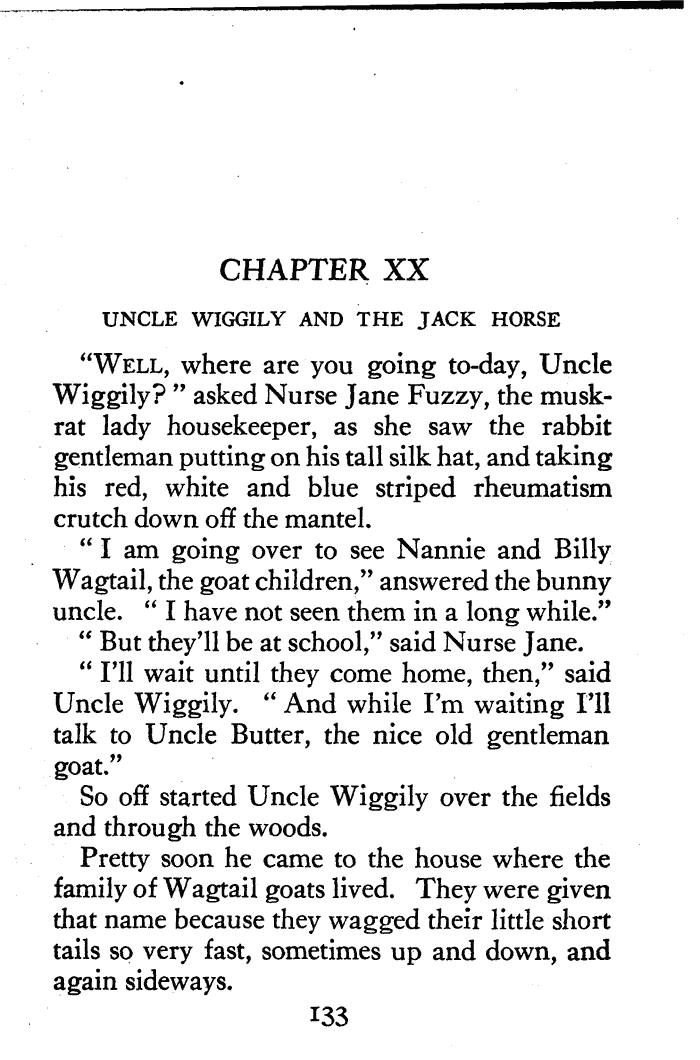 CHAPTER XX
UNCLE WIGGILY AND THE JACK HORSE
“WELL, where are you going to-day, Uncle
Wiggily? ” asked Nurse Jane Fuzzy, the musk-
rat lady housekeeper, as she saw the rabbit
gentleman putting on his tall silk hat, and taking
his red, white and blue striped rheumatism
crutch down off the mantel.
“ I am going over to see Nannie and Billy
Wagtail, the goat children,” answered the bunny
uncle. “ I have not seen them in a long while.”
“ But they’ll be at school,” said Nurse Jane.
“ I’ll wait until they come home, then,” said
Uncle Wiggily. “ And while I’m waiting I’ll
talk to Uncle Butter, the nice old gentleman
goat.”
So off started Uncle Wiggily over the fields
and through the woods.
Pretty soon he came to the house where the
family of Wagtail goats lived. They were given
that name because they wagged their little short
tails so very fast, sometimes up and down, and
again sideways.
133